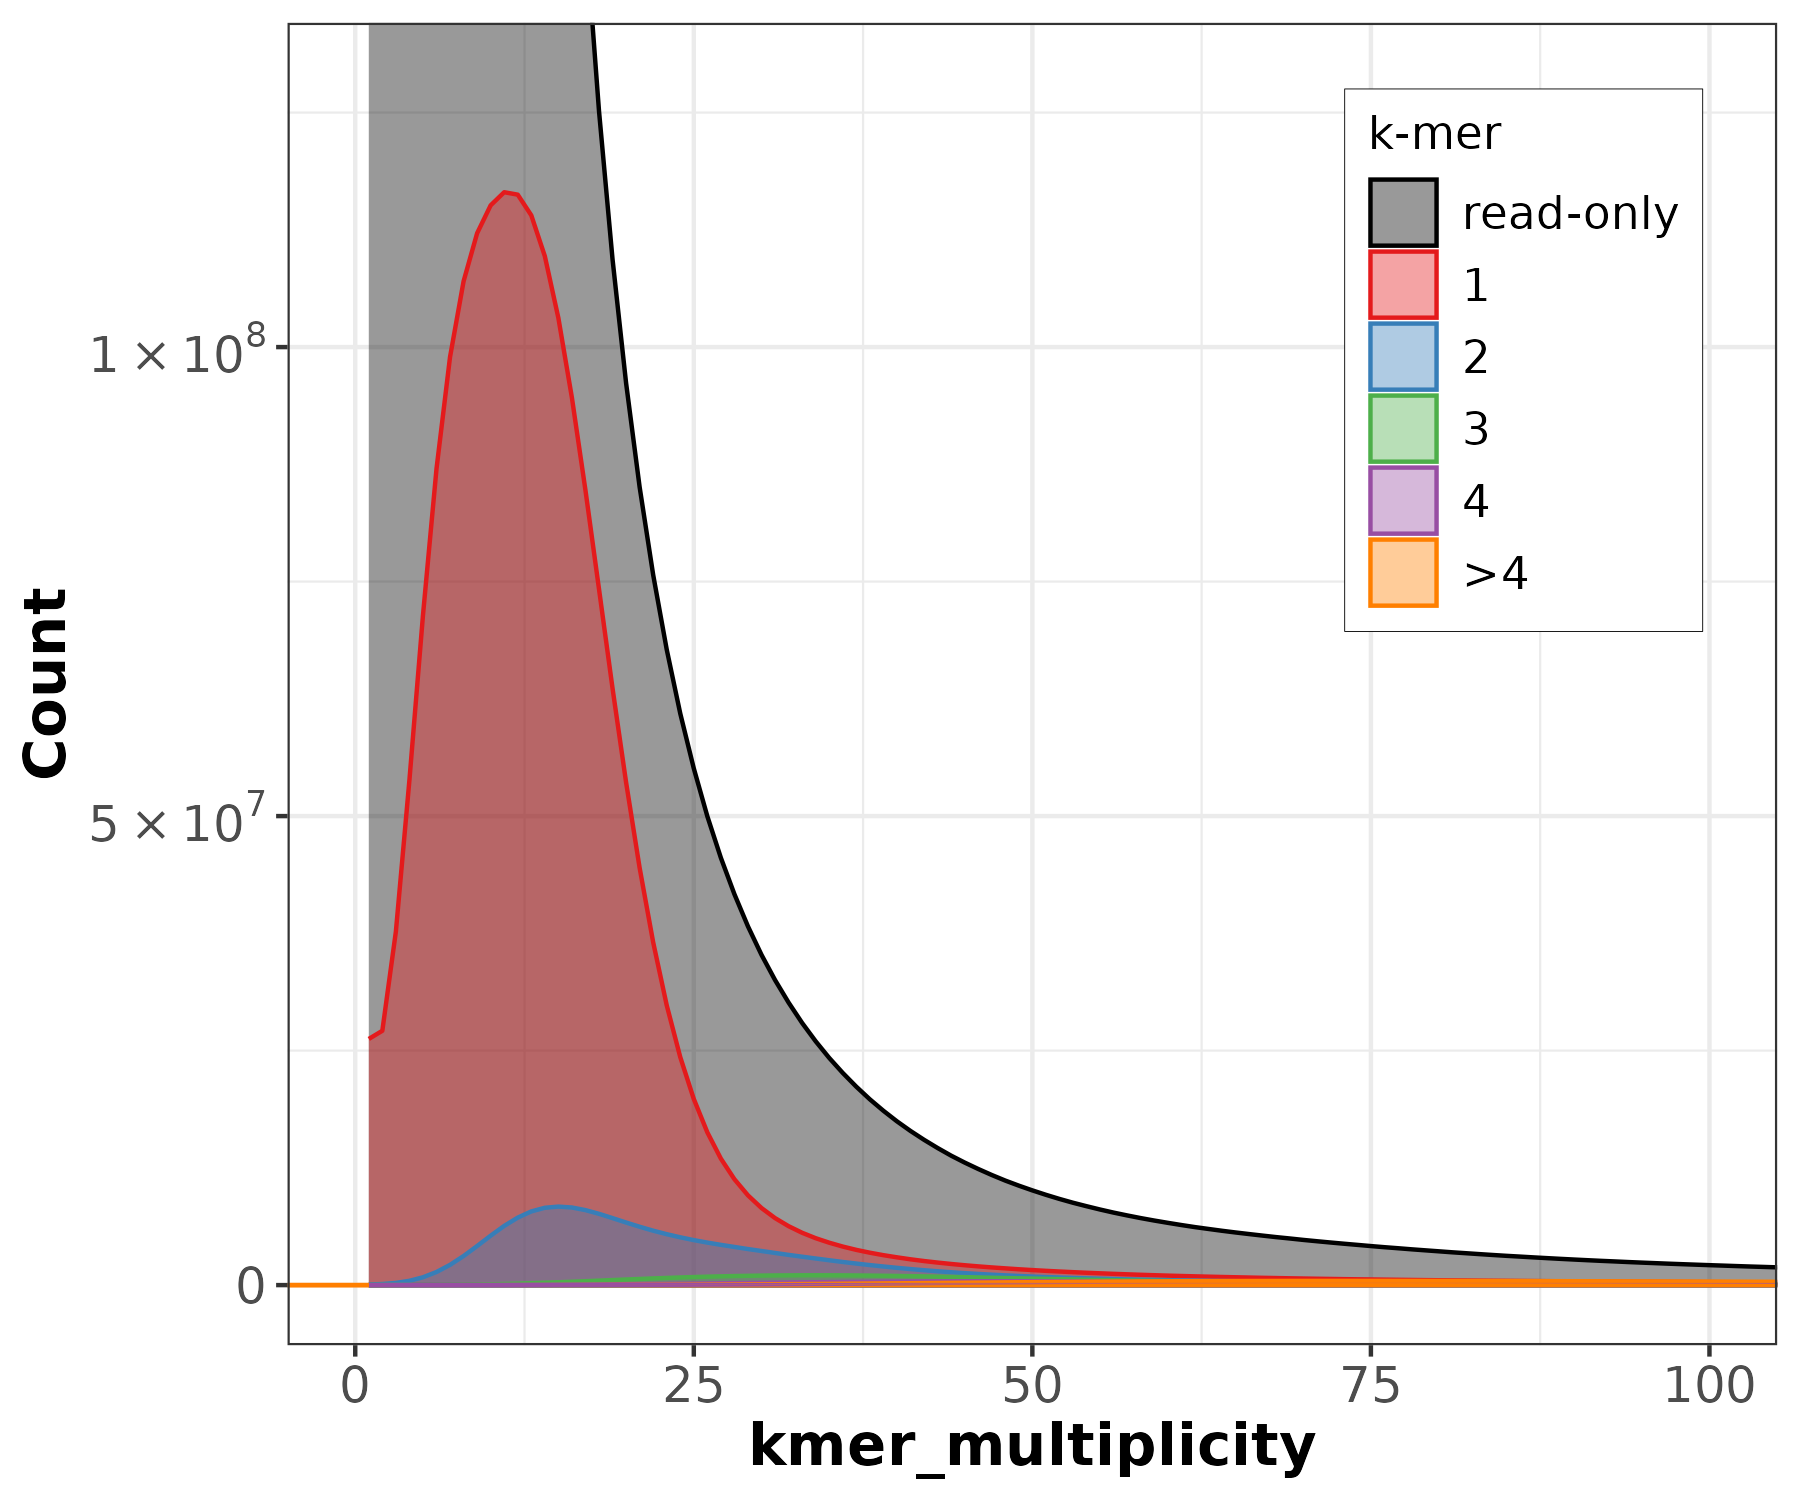 Count
1 × 10⁸
5 × 10⁷
0
0 25 50 75 100
kmer_multiplicity
k-mer
read-only
1
2
3
4
>4